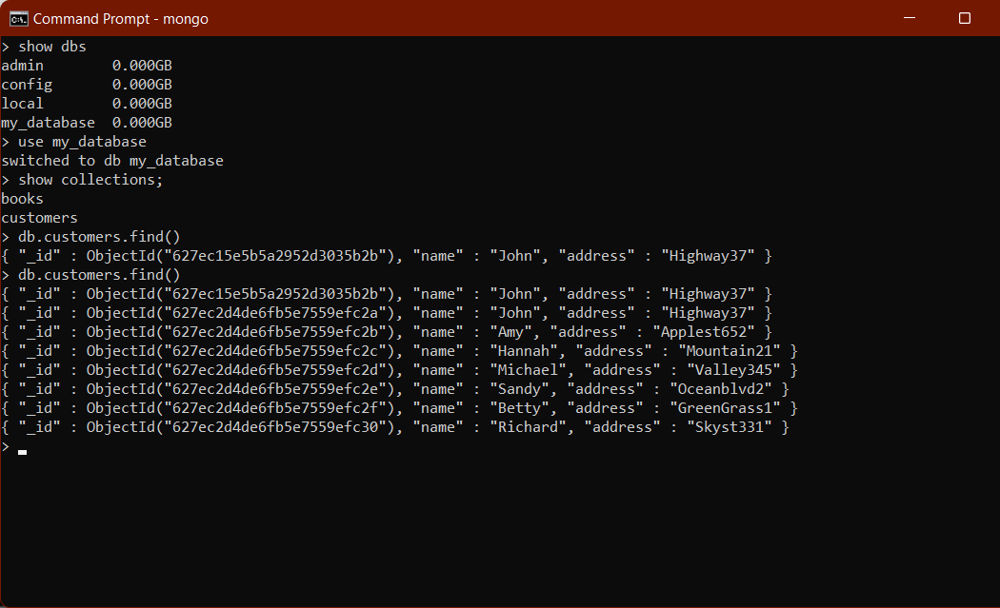 Command Prompt - mongo
> show dbs
admin        0.000GB
config       0.000GB
local        0.000GB
my_database  0.000GB
> use my_database
switched to db my_database
> show collections;
books
customers
> db.customers.find()
{ "_id" : ObjectId("627ec15e5b5a2952d3035b2b"), "name" : "John", "address" : "Highway37" }
> db.customers.find()
{ "_id" : ObjectId("627ec15e5b5a2952d3035b2b"), "name" : "John", "address" : "Highway37" }
{ "_id" : ObjectId("627ec2d4de6fb5e7559efc2a"), "name" : "John", "address" : "Highway37" }
{ "_id" : ObjectId("627ec2d4de6fb5e7559efc2b"), "name" : "Amy", "address" : "Applest652" }
{ "_id" : ObjectId("627ec2d4de6fb5e7559efc2c"), "name" : "Hannah", "address" : "Mountain21" }
{ "_id" : ObjectId("627ec2d4de6fb5e7559efc2d"), "name" : "Michael", "address" : "Valley345" }
{ "_id" : ObjectId("627ec2d4de6fb5e7559efc2e"), "name" : "Sandy", "address" : "Oceanblvd2" }
{ "_id" : ObjectId("627ec2d4de6fb5e7559efc2f"), "name" : "Betty", "address" : "GreenGrass1" }
{ "_id" : ObjectId("627ec2d4de6fb5e7559efc30"), "name" : "Richard", "address" : "Skyst331" }
>